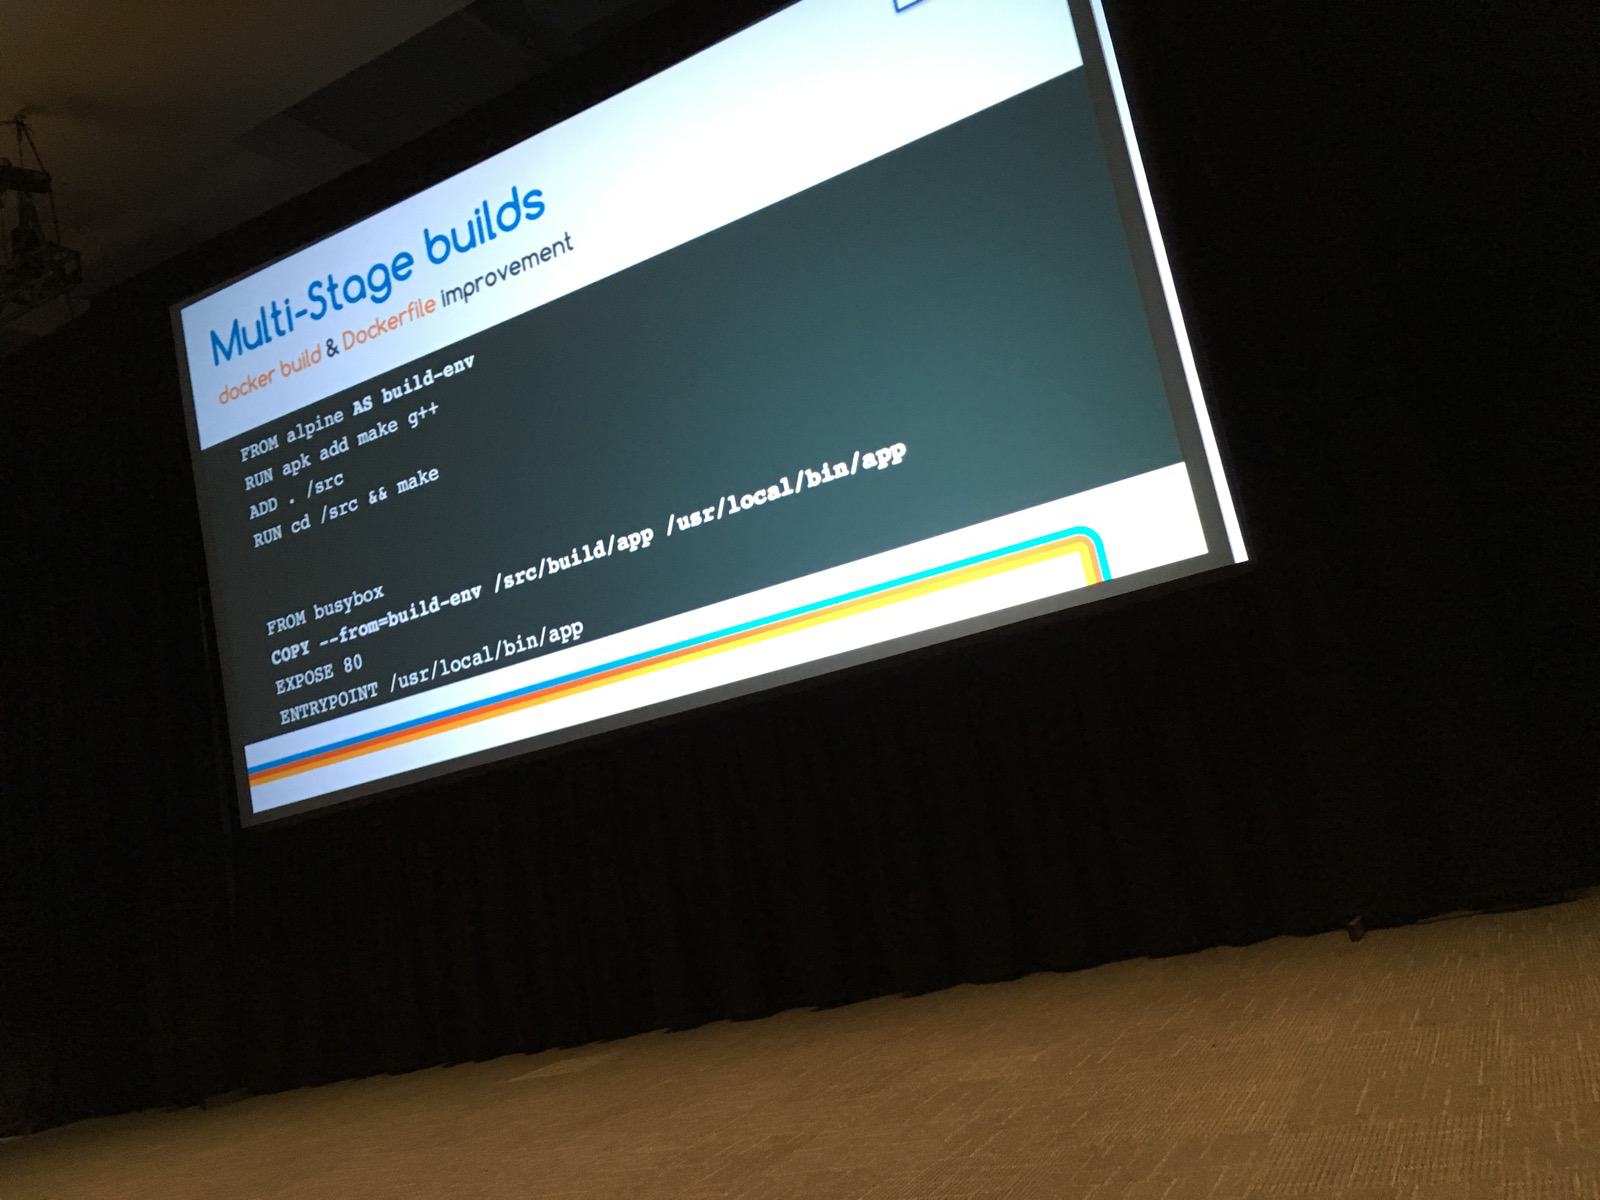 Multi-Stage builds
docker build & Dockerfile improvement
FROM alpine AS build-env
RUN apk add make g++
ADD . /src
RUN cd /src && make
FROM busybox
COPY --from=build-env /src/build/app /usr/local/bin/app
EXPOSE 80
ENTRYPOINT /usr/local/bin/app